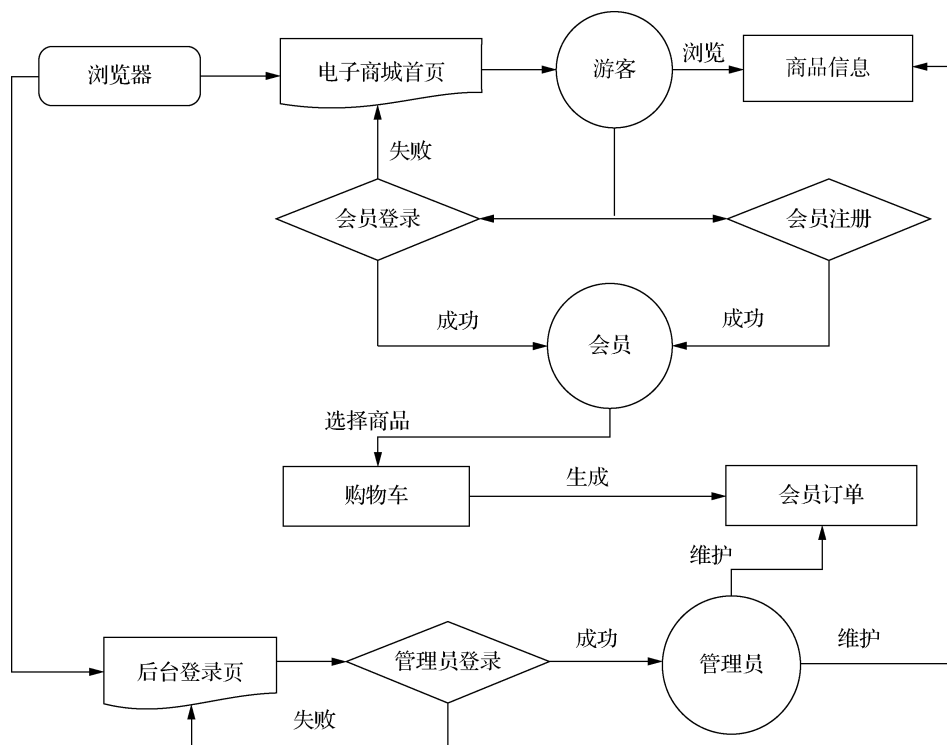 浏览器
电子商城首页
游客
浏览
商品信息
失败
会员登录
会员注册
成功
会员
成功
选择商品
购物车
生成
会员订单
维护
后台登录页
管理员登录
成功
管理员
维护
失败